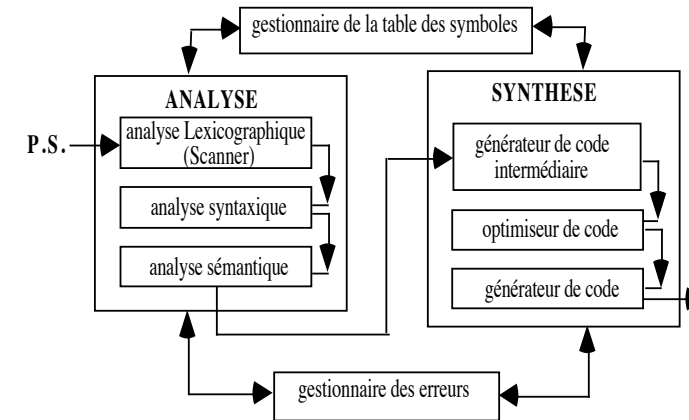 gestionnaire de la table des symboles
ANALYSE
P.S.
analyse Lexicographique
(Scanner)
analyse syntaxique
analyse sémantique
SYNTHESE
générateur de code
intermédiaire
optimiseur de code
générateur de code
gestionnaire des erreurs